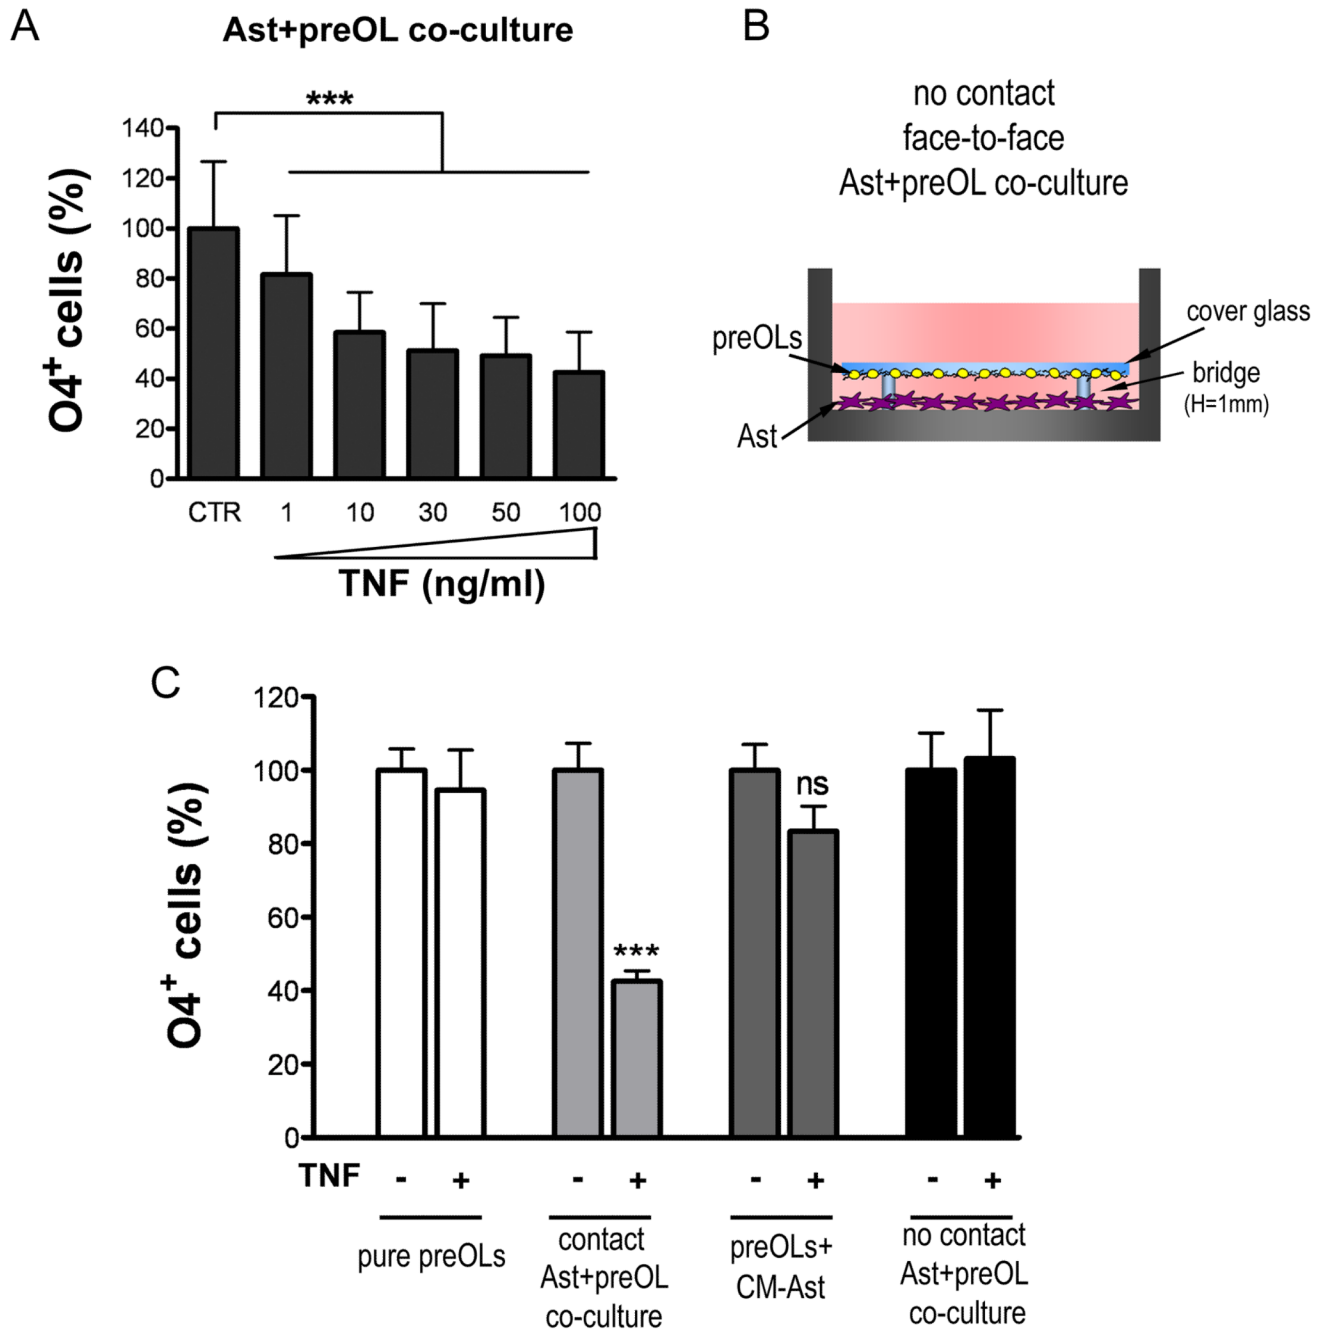 A
Ast+preOL co-culture
***
140
120
100
80
60
40
20
0
O4+ cells (%)
CTR 1 10 30 50 100
TNF (ng/ml)
B
no contact
face-to-face
Ast+preOL co-culture
preOLs
cover glass
bridge
(H=1mm)
Ast
C
120
100
80
60
40
20
0
O4+ cells (%)
***
ns
TNF - + - + - + - +
pure preOLs
contact
Ast+preOL
co-culture
preOLs+
CM-Ast
no contact
Ast+preOL
co-culture